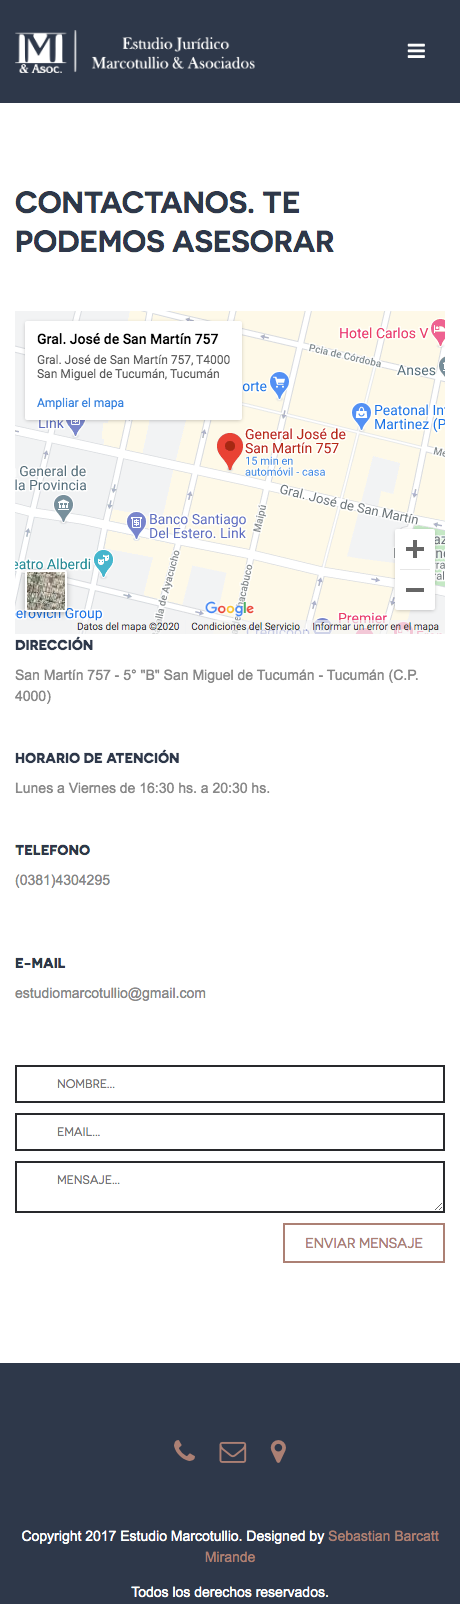 M
& Asoc.
Estudio Jurídico
Marcotullio & Asociados
CONTACTANOS. TE
PODEMOS ASESORAR
Gral. José de San Martín 757
Gral. José de San Martín 757, T4000
San Miguel de Tucumán, Tucumán
Ampliar el mapa
Hotel Carlos V
Pcia de Córdoba
Anses
orte
Peatonal Int
Martinez (P
Link
General José de
San Martín 757
15 min en
automóvil - casa
Me
General de
la Provincia
Gral. José de San Martín
Banco Santiago
Del Estero. Link
Maipú
eatro Alberdi
alla de Ayacucho
acabuco
erovich Group
Google
Premier
Datos del mapa ©2020
Condiciones del Servicio
Informar un error en el mapa
DIRECCIÓN
San Martín 757 - 5° "B" San Miguel de Tucumán - Tucumán (C.P.
4000)
HORARIO DE ATENCIÓN
Lunes a Viernes de 16:30 hs. a 20:30 hs.
TELEFONO
(0381)4304295
E-MAIL
estudiomarcotullio@gmail.com
NOMBRE...
EMAIL...
MENSAJE...
ENVIAR MENSAJE
Copyright 2017 Estudio Marcotullio. Designed by Sebastian Barcatt
Mirande
Todos los derechos reservados.